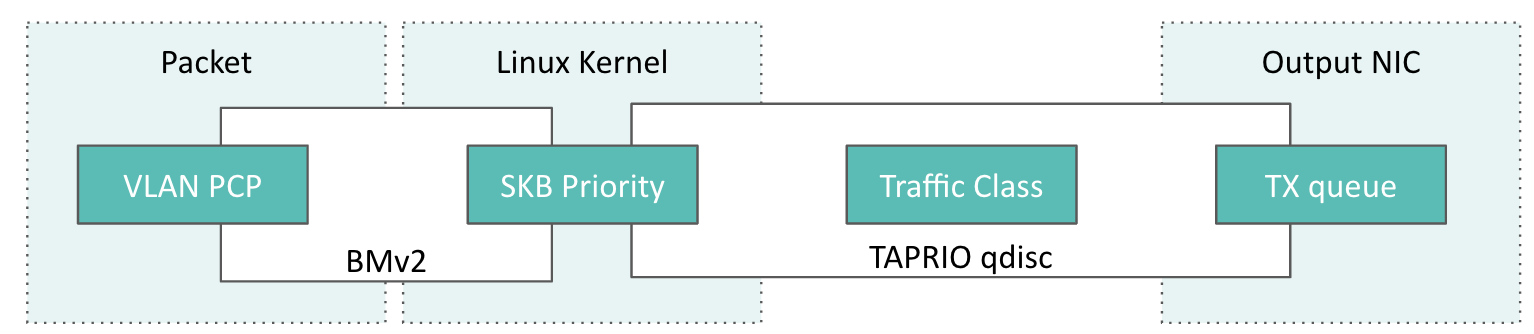 Packet
Linux Kernel
Output NIC
VLAN PCP
SKB Priority
Traffic Class
TX queue
BMv2
TAPRIO qdisc